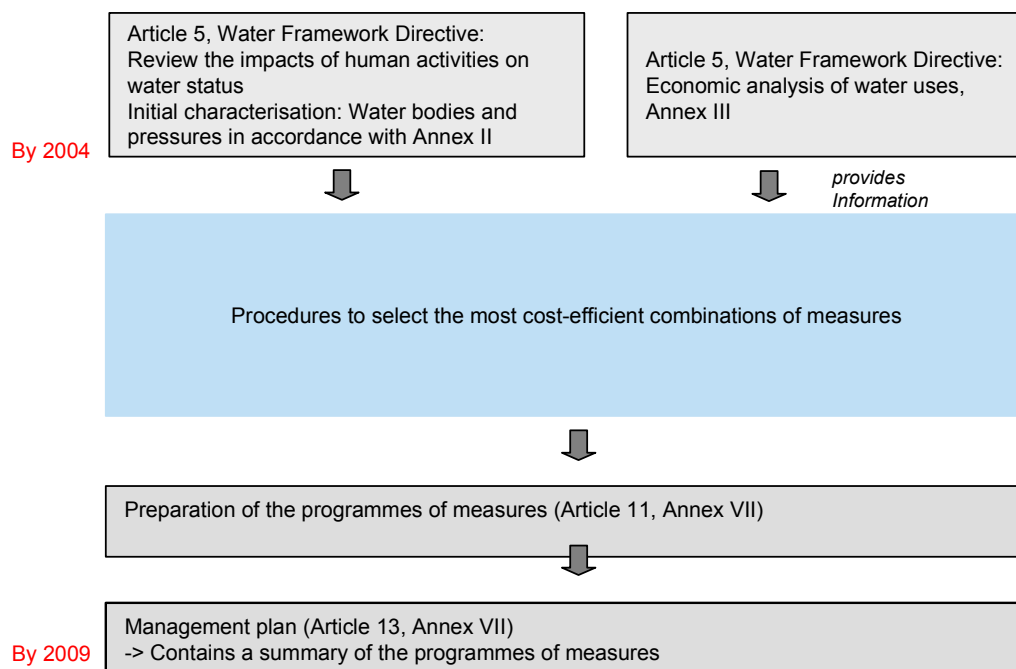 Article 5, Water Framework Directive:
Review the impacts of human activities on
water status
Initial characterisation: Water bodies and
pressures in accordance with Annex II
Article 5, Water Framework Directive:
Economic analysis of water uses,
Annex III
By 2004
provides
Information
Procedures to select the most cost-efficient combinations of measures
Preparation of the programmes of measures (Article 11, Annex VII)
Management plan (Article 13, Annex VII)
-> Contains a summary of the programmes of measures
By 2009